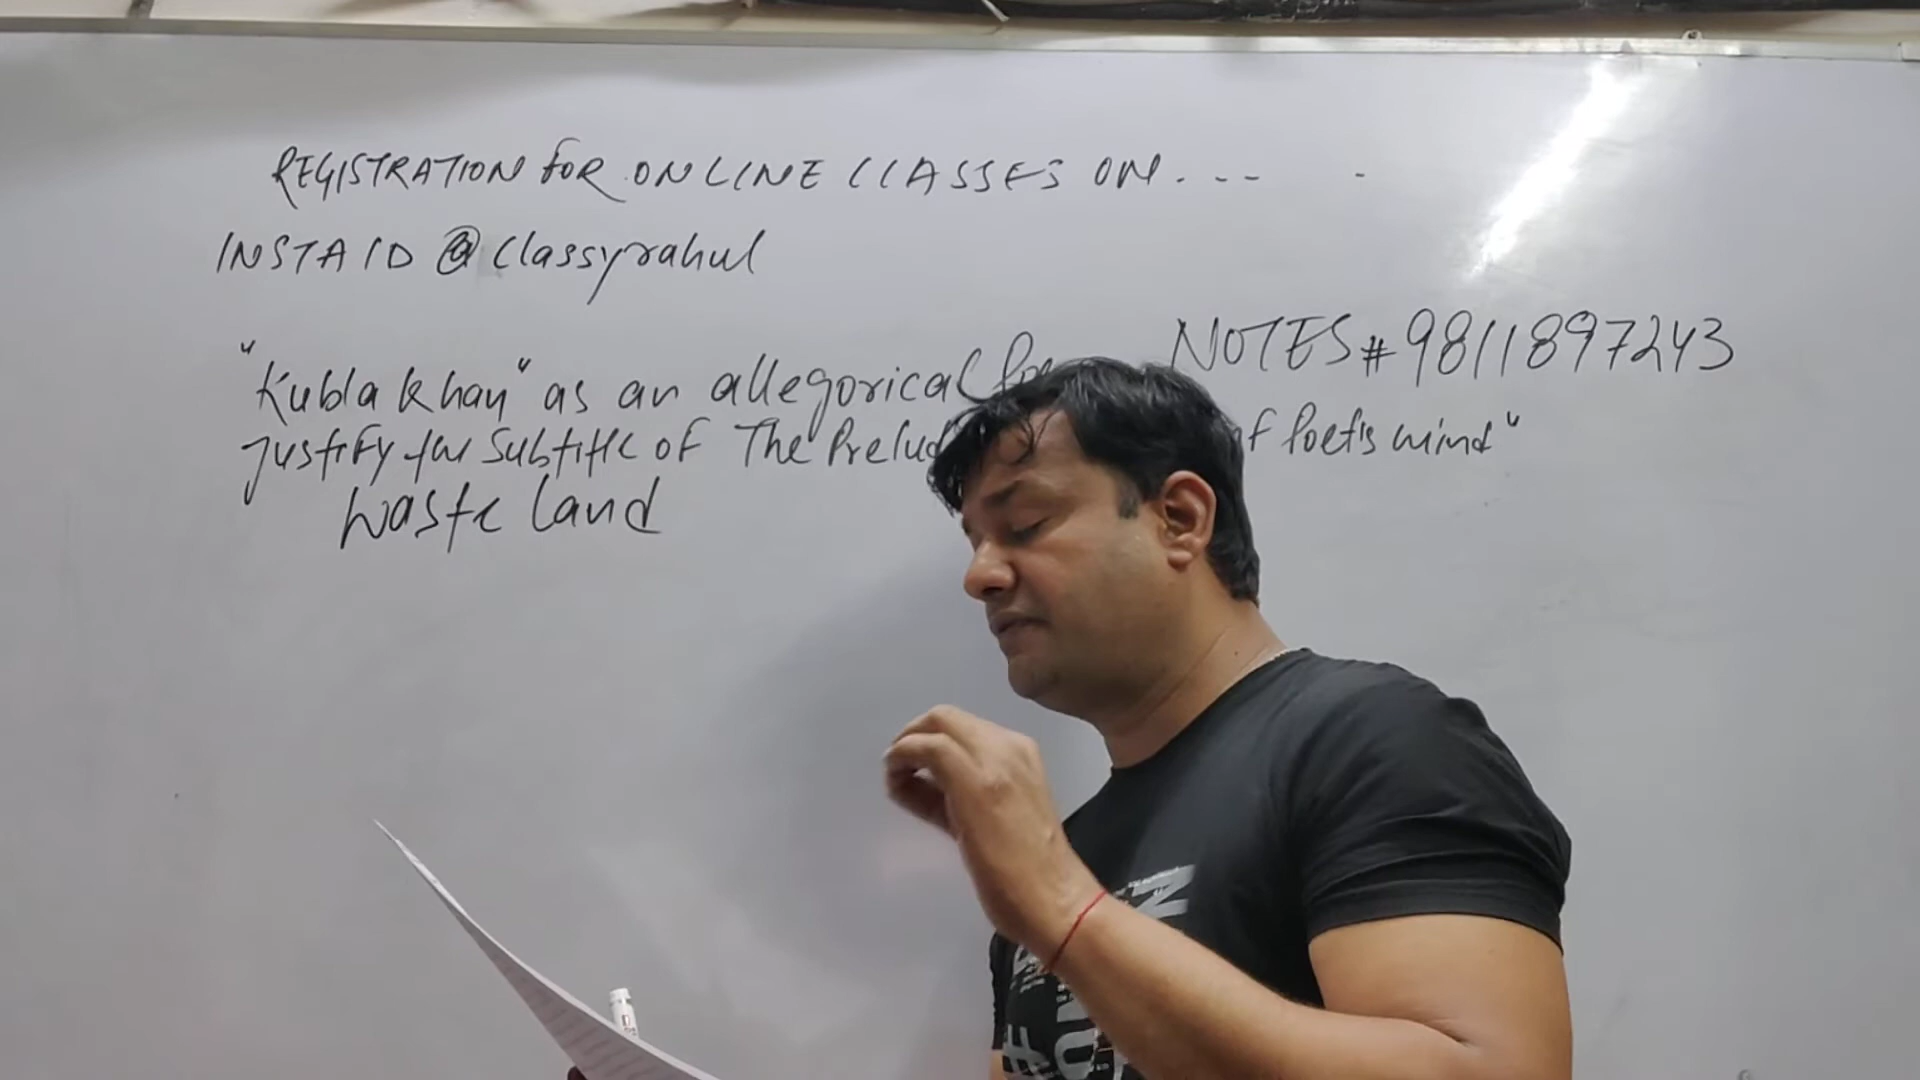 REGISTRATION FOR ONLINE CLASSES ON....
INSTA ID @classyrahul
NOTES # 9811897243
"Kubla Khan" as an allegorical
Justify the Subtitle of The Prelud of Poet's mind"
Waste Land